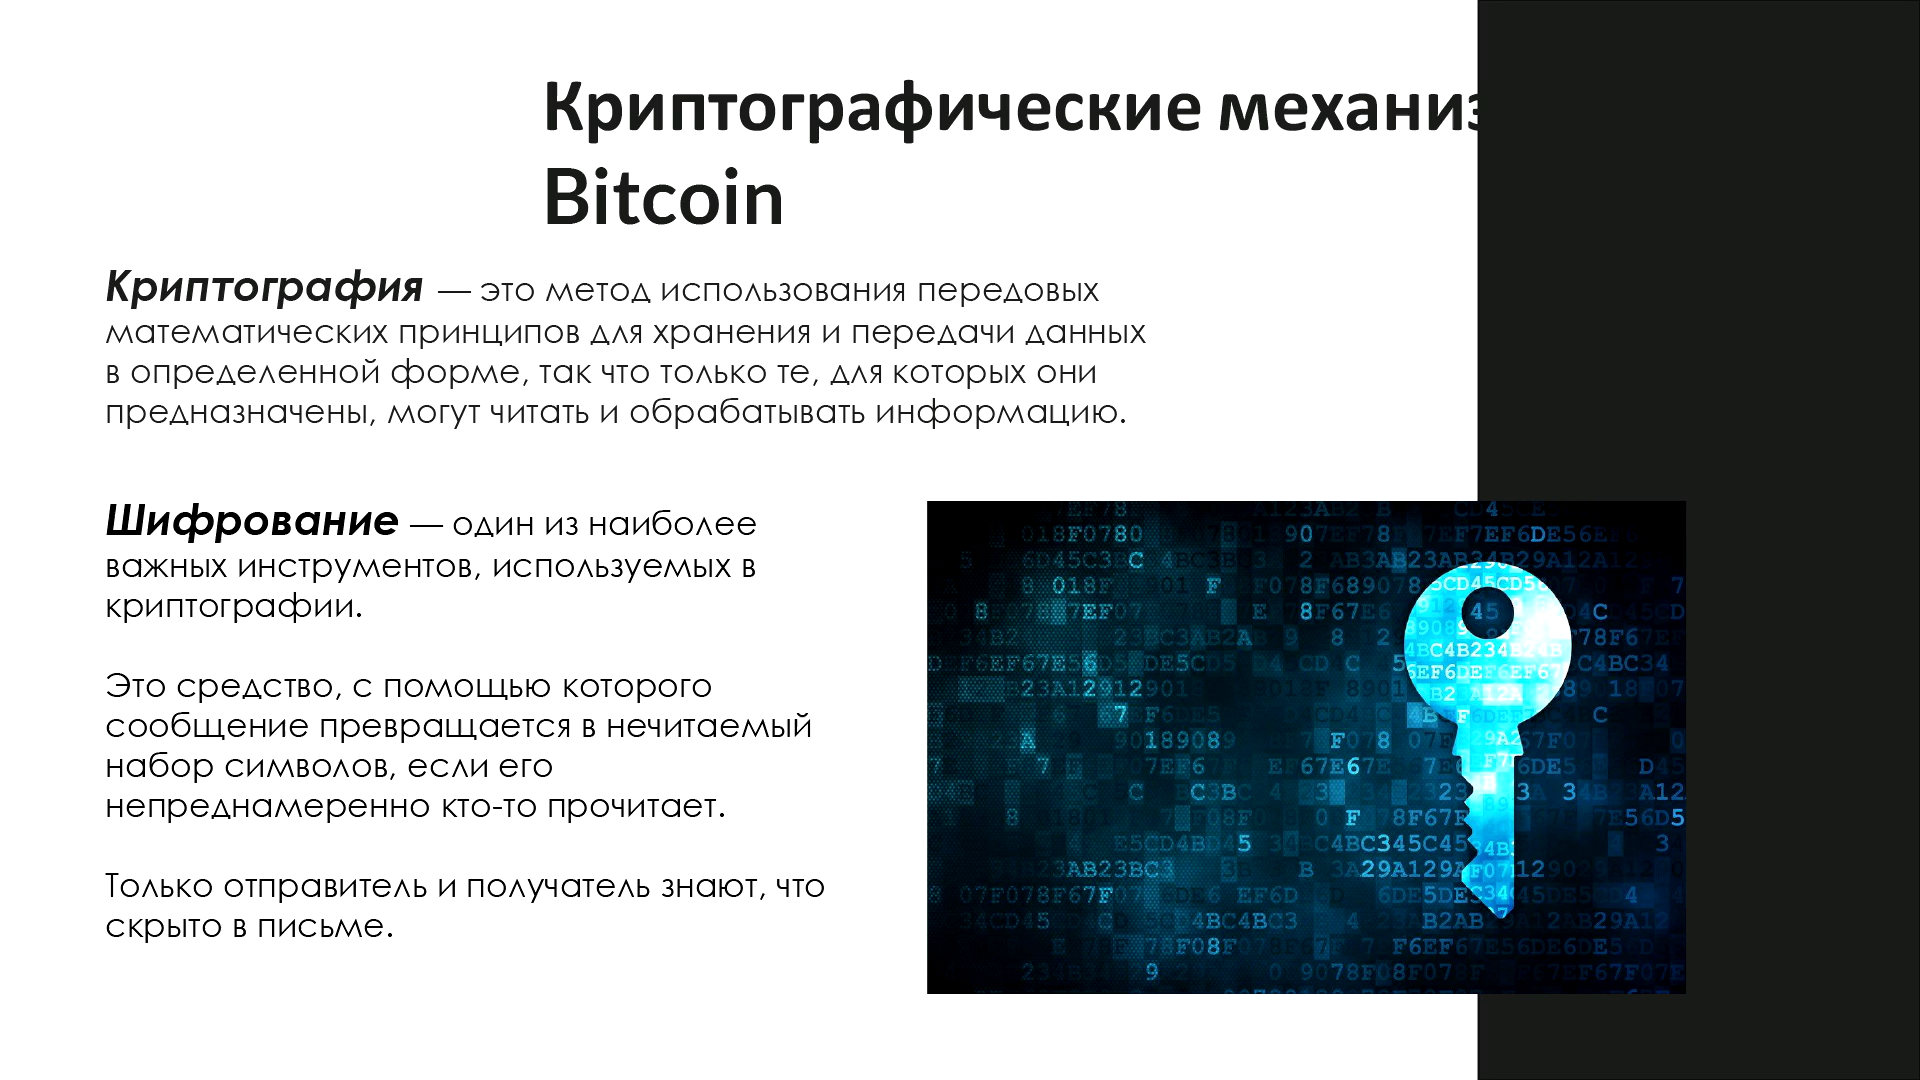 Криптографические механиз
Bitcoin
Криптография — это метод использования передовых
математических принципов для хранения и передачи данных
в определенной форме, так что только те, для которых они
предназначены, могут читать и обрабатывать информацию.
Шифрование — один из наиболее
важных инструментов, используемых в
криптографии.
Это средство, с помощью которого
сообщение превращается в нечитаемый
набор символов, если его
непреднамеренно кто-то прочитает.
Только отправитель и получатель знают, что
скрыто в письме.